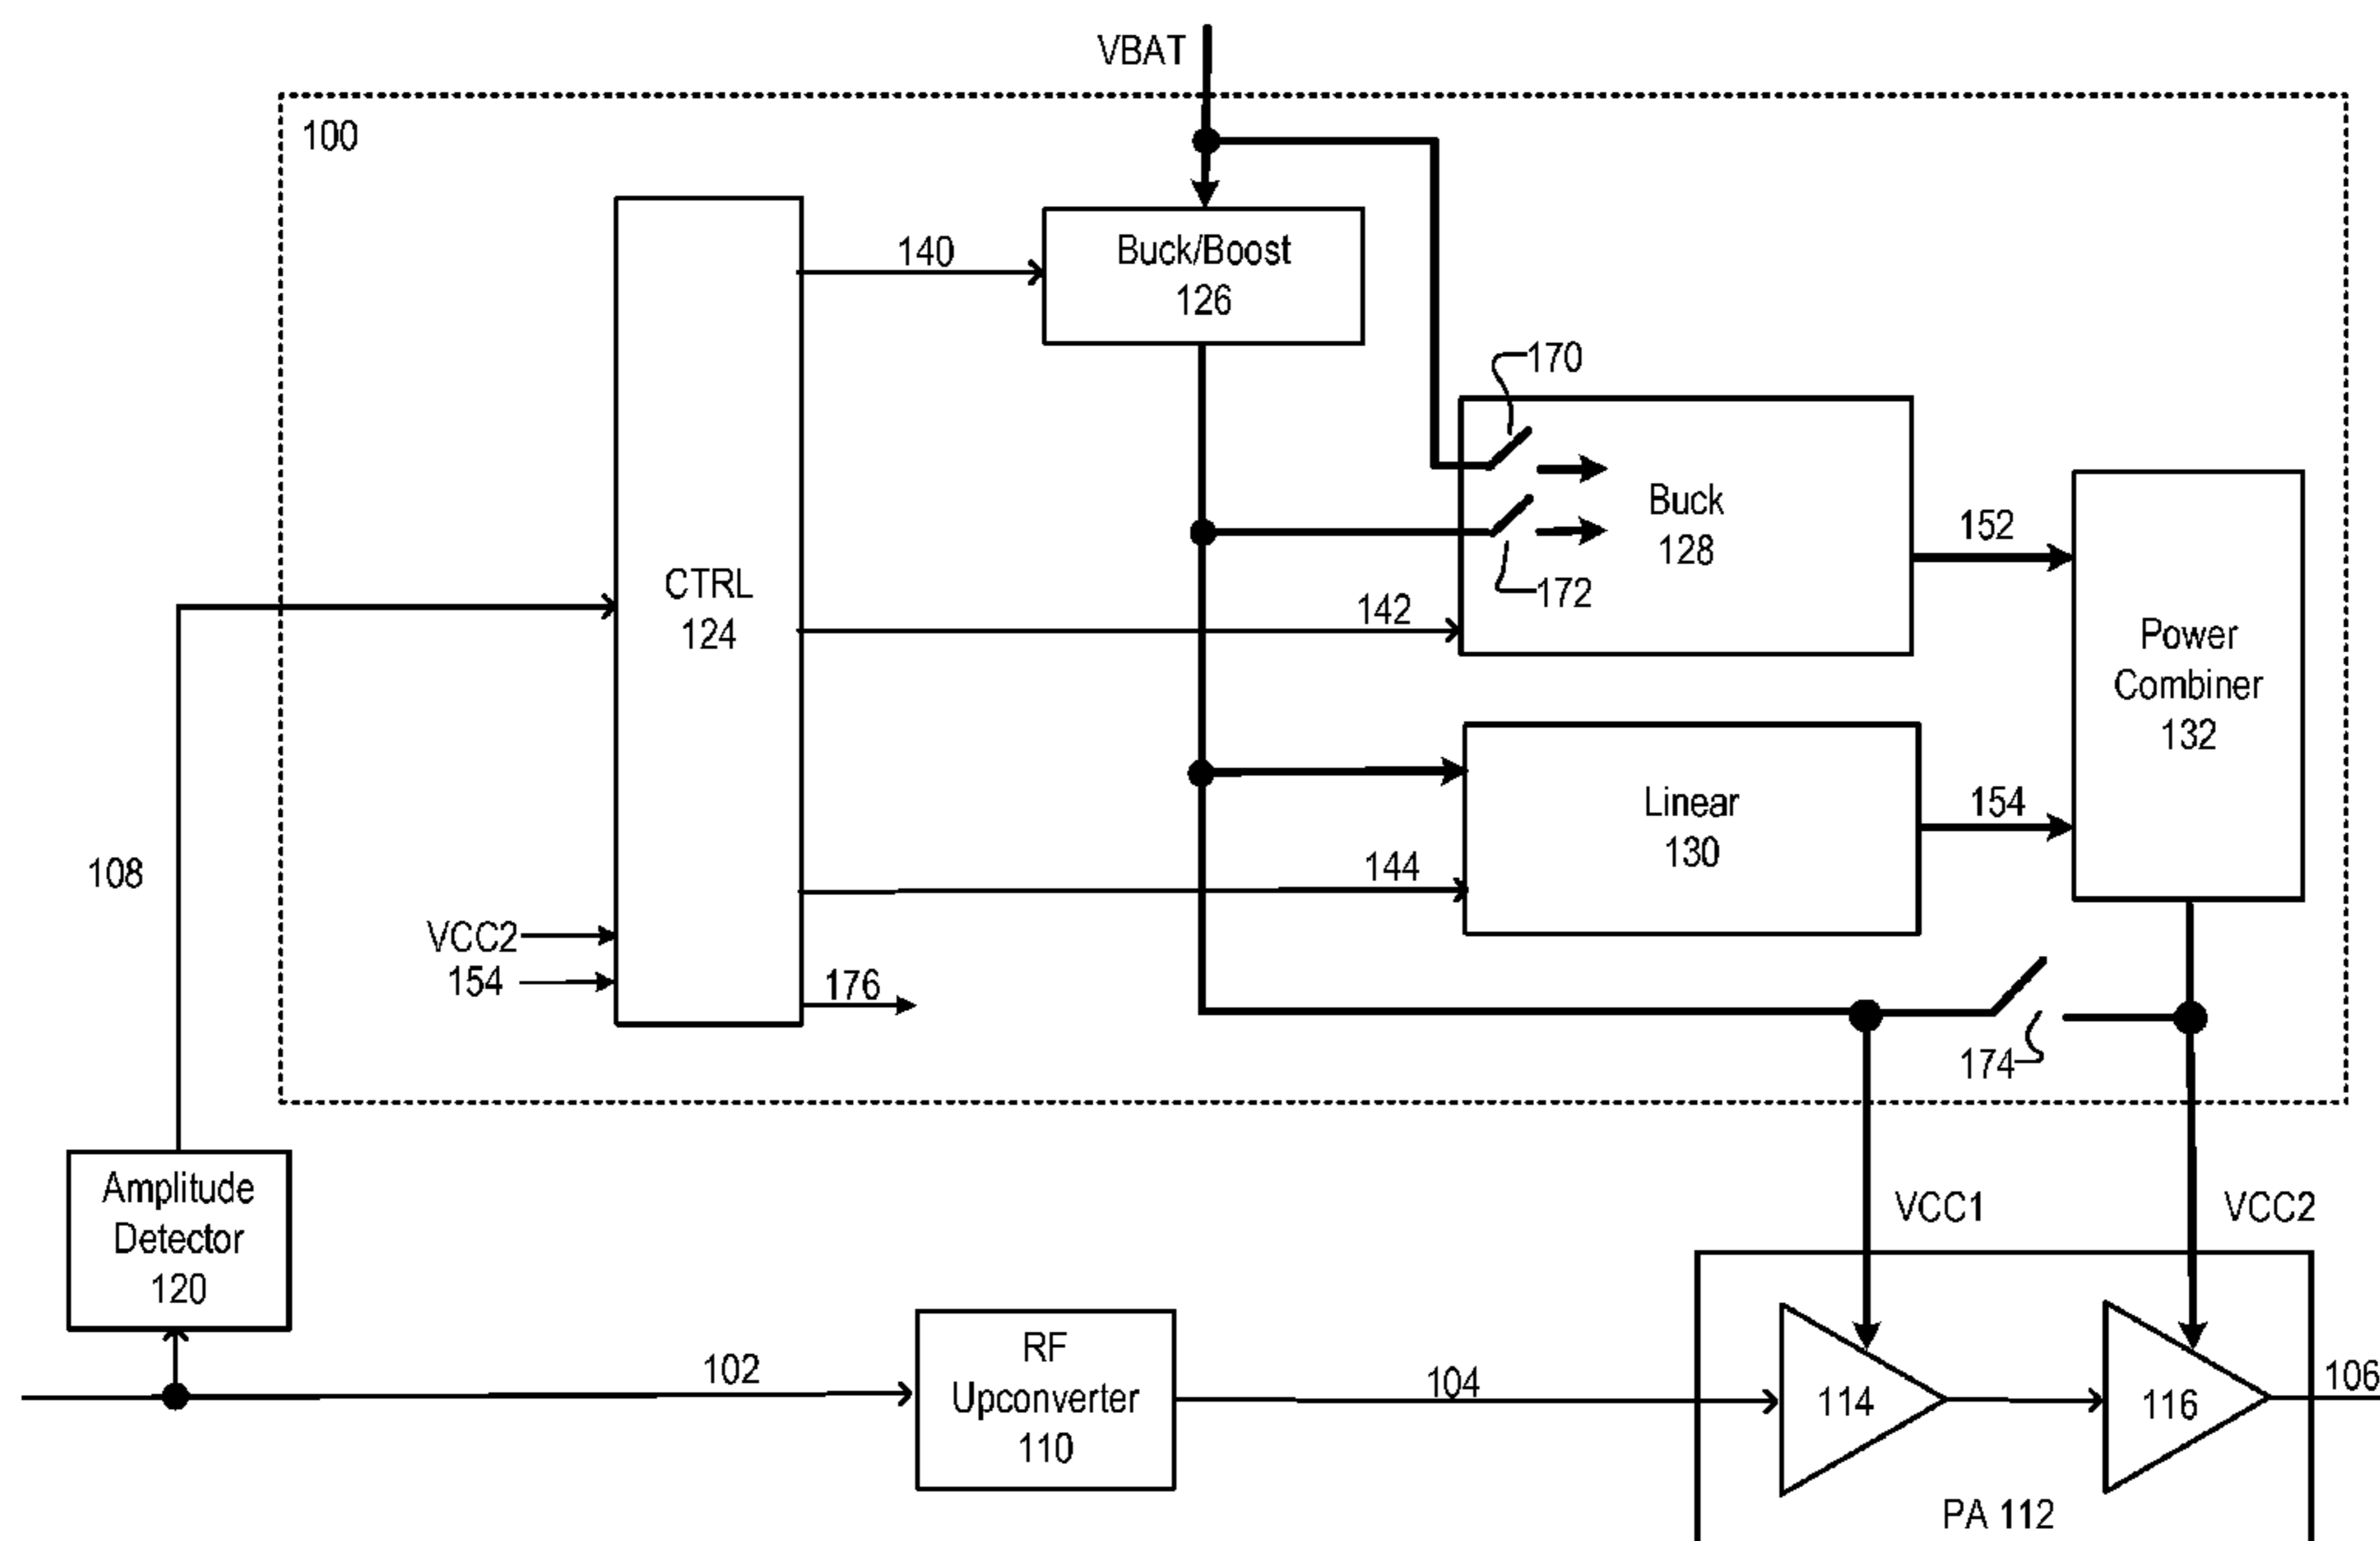 VBAT
100
140
Buck/Boost
126
170
Buck
128
172
152
CTRL
124
142
Power
Combiner
132
Linear
130
154
144
108
VCC2
154
176
174
Amplitude
Detector
120
VCC1
VCC2
102
RF
Upconverter
110
104
114
116
106
PA 112